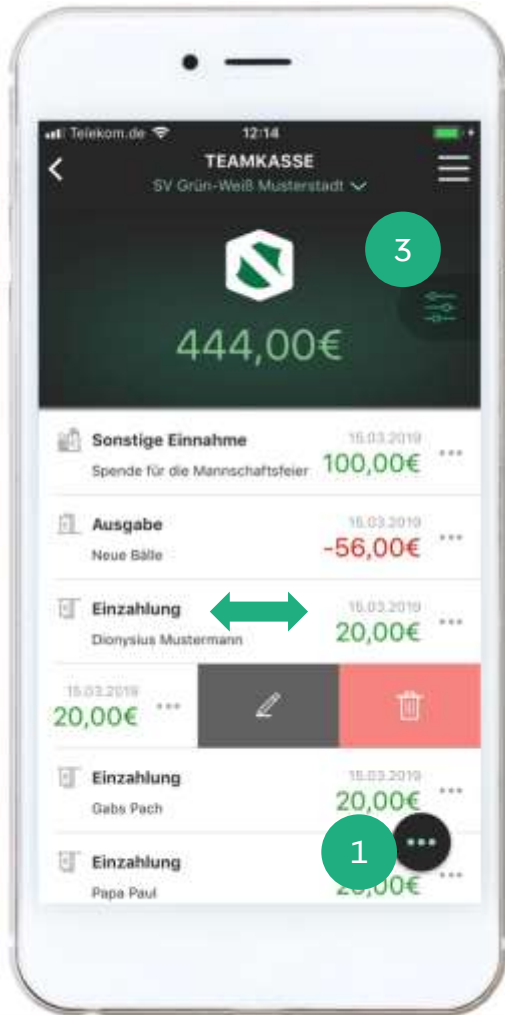 Telekom.de 12:14
TEAMKASSE
SV Grün-Weiß Musterstadt
3
444,00€
Sonstige Einnahme 15.03.2019
Spende für die Mannschaftsfeier 100,00€
Ausgabe 15.03.2019
Neue Bälle -56,00€
Einzahlung 15.03.2019
Dionysius Mustermann 20,00€
15.03.2019
20,00€
Einzahlung 15.03.2019
Gabs Pach 20,00€
1
Einzahlung
Papa Paul 20,00€